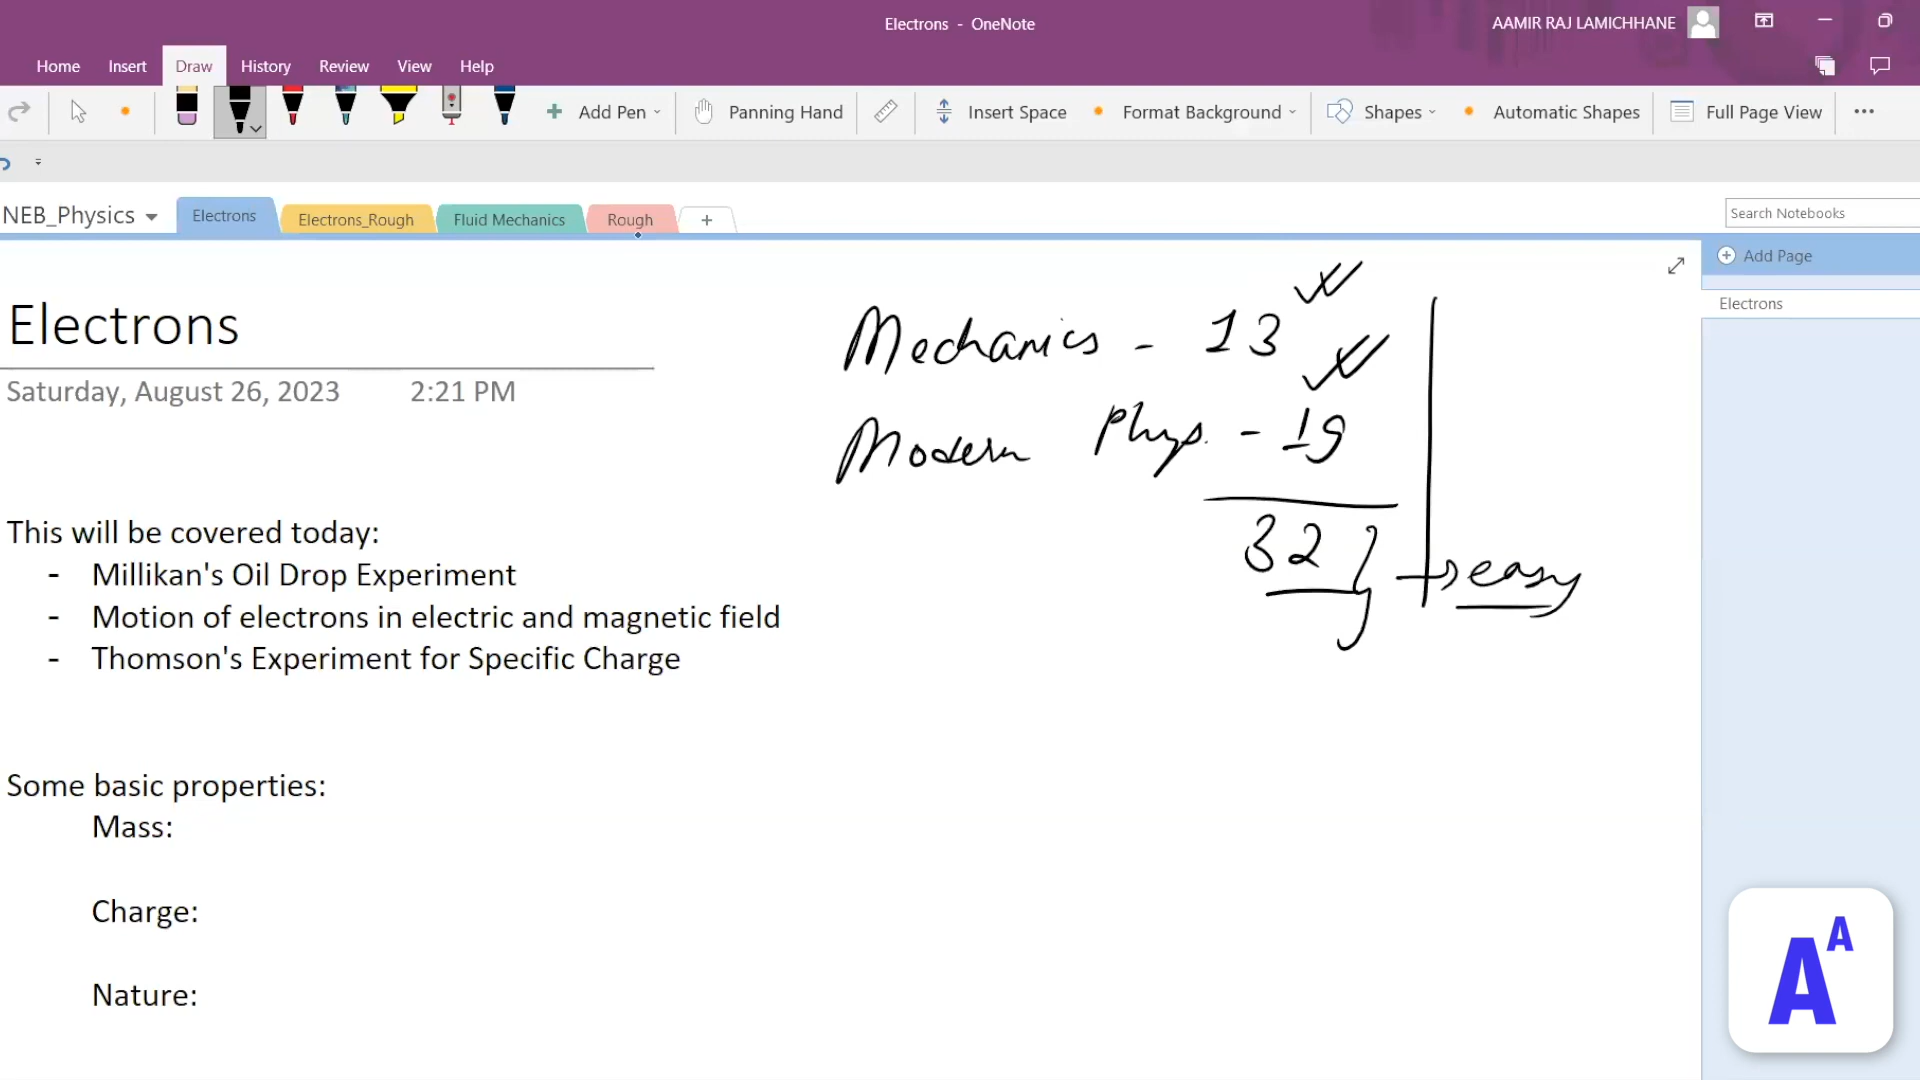 Electrons - OneNote
AAMIR RAJ LAMICHHANE
Home Insert Draw History Review View Help
Add Pen Panning Hand Insert Space Format Background Shapes Automatic Shapes Full Page View
NEB_Physics Electrons Electrons_Rough Fluid Mechanics Rough + Search Notebooks
Add Page
Electrons
Electrons
Saturday, August 26, 2023 2:21 PM
Mechanics - 13
Modern Phys. - 19
32
easy
This will be covered today:
- Millikan's Oil Drop Experiment
- Motion of electrons in electric and magnetic field
- Thomson's Experiment for Specific Charge
Some basic properties:
Mass:
Charge:
Nature:
A A